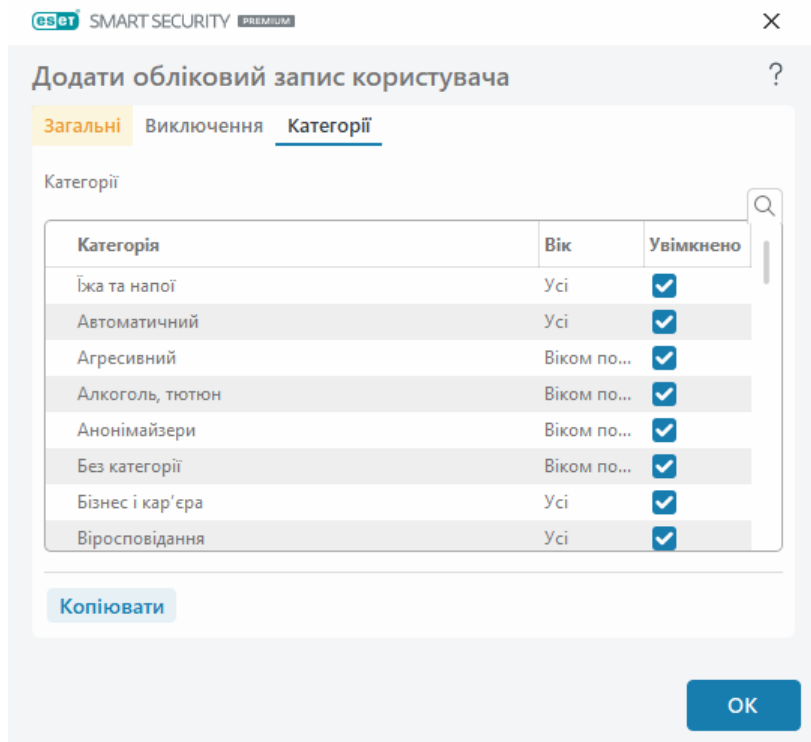 eset SMART SECURITY PREMIUM
Додати обліковий запис користувача ?
Загальні Виключення Категорії
Категорії
Категорія Вік Увімкнено
Їжа та напої Усі
Автоматичний Усі
Агресивний Віком по...
Алкоголь, тютюн Віком по...
Анонімайзери Віком по...
Без категорії Віком по...
Бізнес і кар’єра Усі
Віросповідання Усі
Копіювати
ОК